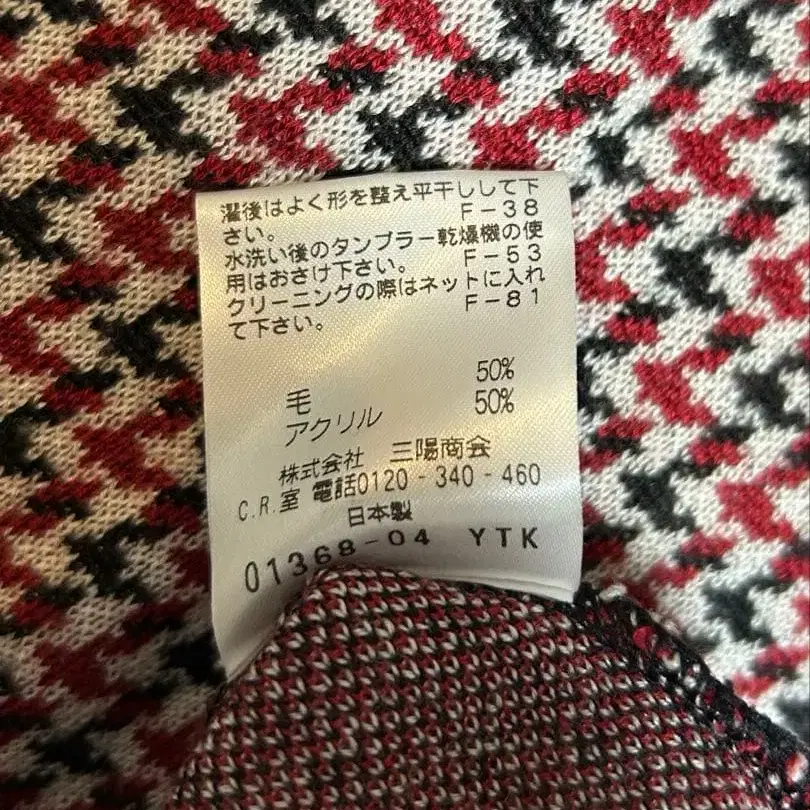 濯後はよく形を整え平干しして下
さい。 F-38
水洗い後のタンブラー乾燥機の使
用はおさけ下さい。 F-53
クリーニングの際はネットに入れ
て下さい。 F-81
毛 50%
アクリル 50%
株式会社 三陽商会
C.R.室 電話0120-340-460
日本製
01368-04 YTK